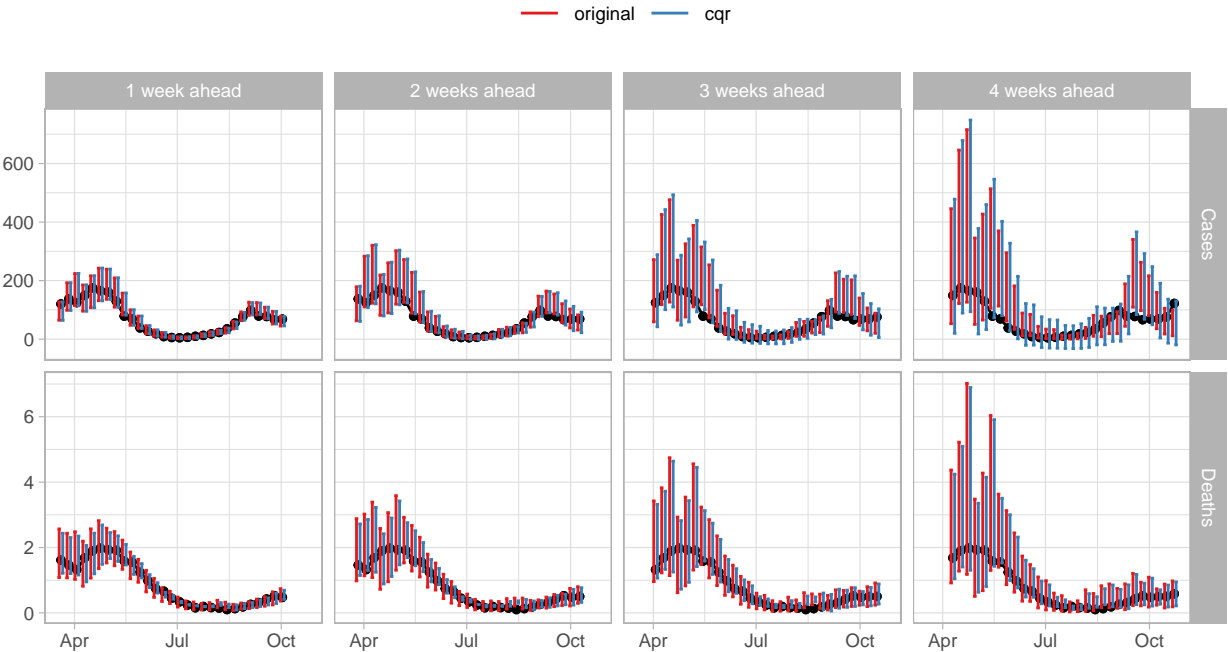 original cqr
1 week ahead 2 weeks ahead 3 weeks ahead 4 weeks ahead
600
400
200
0
Cases
6
4
2
0
Deaths
Apr Jul Oct Apr Jul Oct Apr Jul Oct Apr Jul Oct